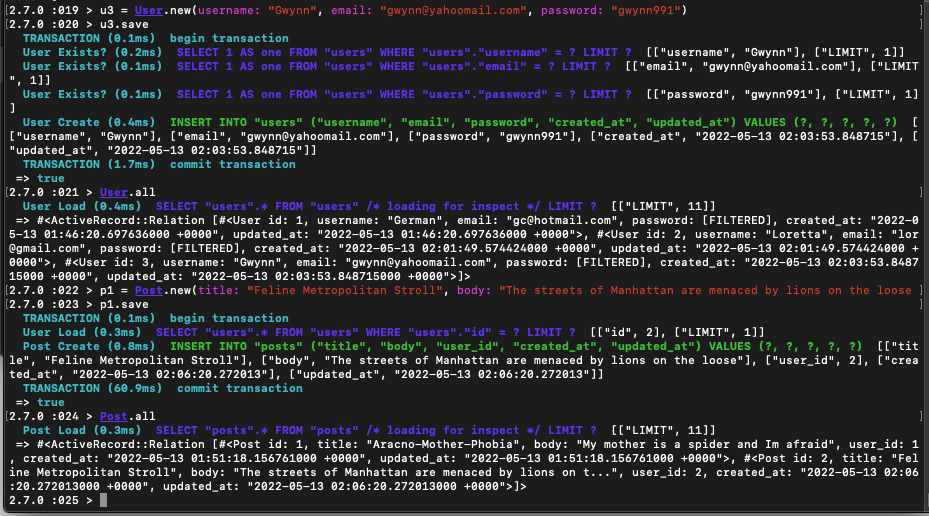 [2.7.0 :019 > u3 = User.new(username: "Gwynn", email: "gwynn@yahoomail.com", password: "gwynn991") ]
[2.7.0 :020 > u3.save ]
TRANSACTION (0.1ms)  begin transaction
User Exists? (0.2ms)  SELECT 1 AS one FROM "users" WHERE "users"."username" = ? LIMIT ?  [["username", "Gwynn"], ["LIMIT", 1]]
User Exists? (0.1ms)  SELECT 1 AS one FROM "users" WHERE "users"."email" = ? LIMIT ?  [["email", "gwynn@yahoomail.com"], ["LIMIT
", 1]]
User Exists? (0.1ms)  SELECT 1 AS one FROM "users" WHERE "users"."password" = ? LIMIT ?  [["password", "gwynn991"], ["LIMIT", 1]
]
User Create (0.4ms)  INSERT INTO "users" ("username", "email", "password", "created_at", "updated_at") VALUES (?, ?, ?, ?, ?)  [
["username", "Gwynn"], ["email", "gwynn@yahoomail.com"], ["password", "gwynn991"], ["created_at", "2022-05-13 02:03:53.848715"], [
"updated_at", "2022-05-13 02:03:53.848715"]]
TRANSACTION (1.7ms)  commit transaction
=> true
[2.7.0 :021 > User.all ]
User Load (0.4ms)  SELECT "users".* FROM "users" /* loading for inspect */ LIMIT ?  [["LIMIT", 11]]
=> #<ActiveRecord::Relation [#<User id: 1, username: "German", email: "gc@hotmail.com", password: [FILTERED], created_at: "2022-0
5-13 01:46:20.697636000 +0000", updated_at: "2022-05-13 01:46:20.697636000 +0000">, #<User id: 2, username: "Loretta", email: "lor
@gmail.com", password: [FILTERED], created_at: "2022-05-13 02:01:49.574424000 +0000", updated_at: "2022-05-13 02:01:49.574424000 +
0000">, #<User id: 3, username: "Gwynn", email: "gwynn@yahoomail.com", password: [FILTERED], created_at: "2022-05-13 02:03:53.8487
15000 +0000", updated_at: "2022-05-13 02:03:53.848715000 +0000">]>
[2.7.0 :022 > p1 = Post.new(title: "Feline Metropolitan Stroll", body: "The streets of Manhattan are menaced by lions on the loose ]
[2.7.0 :023 > p1.save ]
TRANSACTION (0.1ms)  begin transaction
User Load (0.3ms)  SELECT "users".* FROM "users" WHERE "users"."id" = ? LIMIT ?  [["id", 2], ["LIMIT", 1]]
Post Create (0.8ms)  INSERT INTO "posts" ("title", "body", "user_id", "created_at", "updated_at") VALUES (?, ?, ?, ?, ?)  [["tit
le", "Feline Metropolitan Stroll"], ["body", "The streets of Manhattan are menaced by lions on the loose"], ["user_id", 2], ["crea
ted_at", "2022-05-13 02:06:20.272013"], ["updated_at", "2022-05-13 02:06:20.272013"]]
TRANSACTION (60.9ms)  commit transaction
=> true
[2.7.0 :024 > Post.all ]
Post Load (0.3ms)  SELECT "posts".* FROM "posts" /* loading for inspect */ LIMIT ?  [["LIMIT", 11]]
=> #<ActiveRecord::Relation [#<Post id: 1, title: "Aracno-Mother-Phobia", body: "My mother is a spider and Im afraid", user_id: 1
, created_at: "2022-05-13 01:51:18.156761000 +0000", updated_at: "2022-05-13 01:51:18.156761000 +0000">, #<Post id: 2, title: "Fel
ine Metropolitan Stroll", body: "The streets of Manhattan are menaced by lions on t...", user_id: 2, created_at: "2022-05-13 02:06
:20.272013000 +0000", updated_at: "2022-05-13 02:06:20.272013000 +0000">]>
2.7.0 :025 >